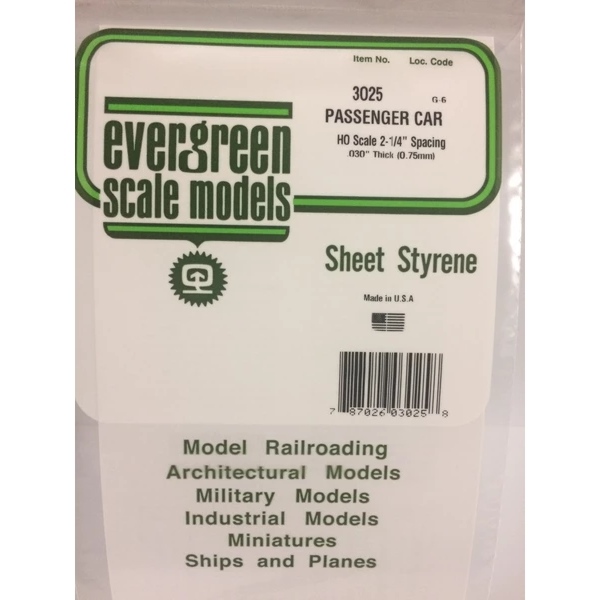 Item No. Loc. Code
3025 G-6
PASSENGER CAR
HO Scale 2-1/4" Spacing
.030" Thick (0.75mm)
evergreen
scale models
Sheet Styrene
Made in U.S.A
7 87026 03025 8
Model Railroading
Architectural Models
Military Models
Industrial Models
Miniatures
Ships and Planes